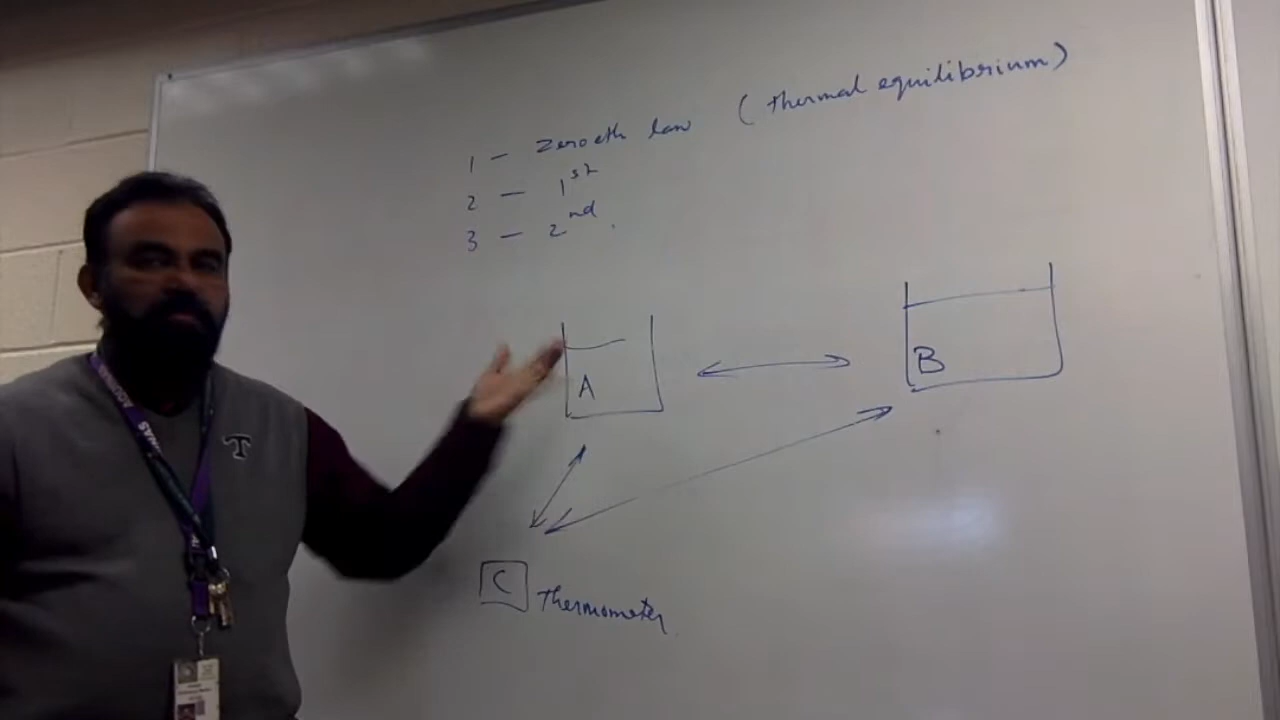 1 - Zeroeth law (thermal equilibrium)
2 - 1st
3 - 2nd.
A
B
C
Thermometer
T